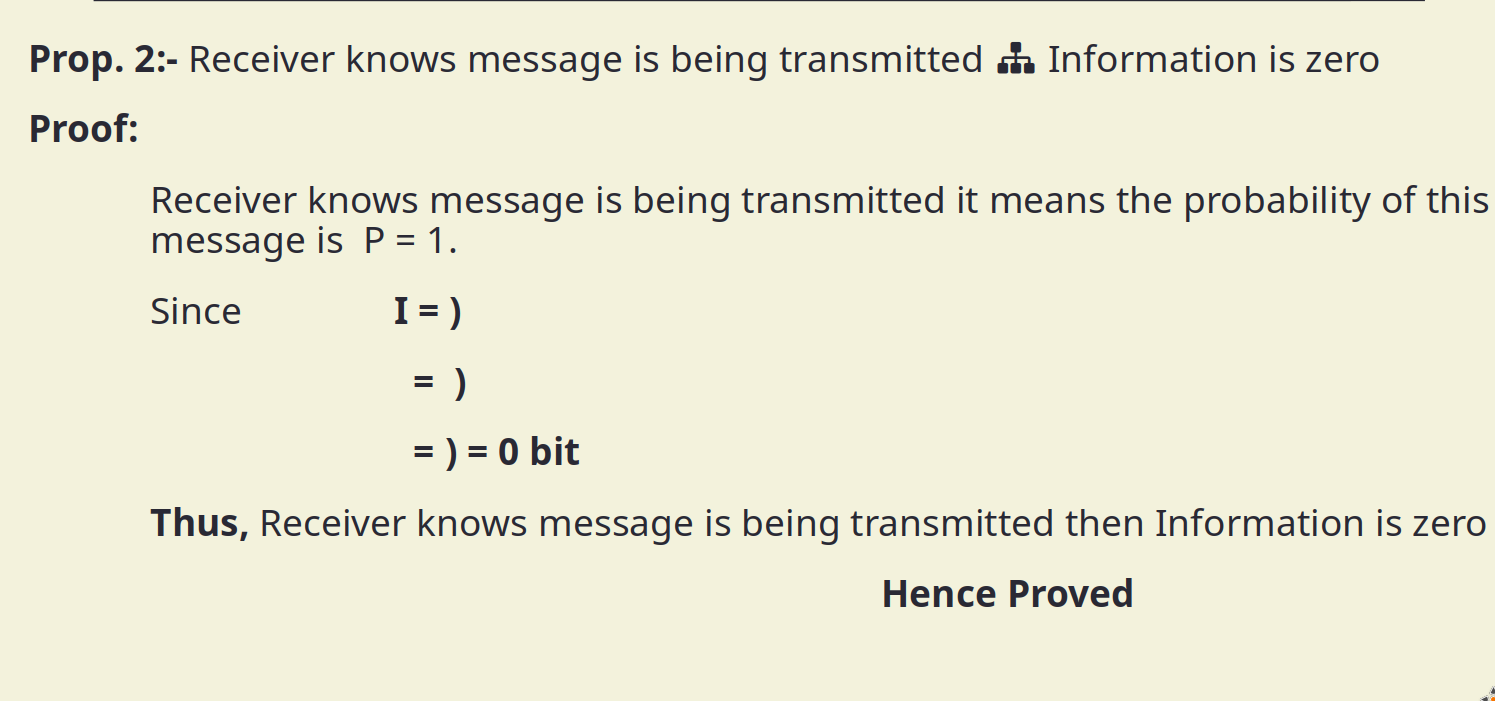 Prop. 2:- Receiver knows message is being transmitted Information is zero
Proof:
Receiver knows message is being transmitted it means the probability of this
message is P = 1.
Since I = )
= )
= ) = 0 bit
Thus, Receiver knows message is being transmitted then Information is zero
Hence Proved